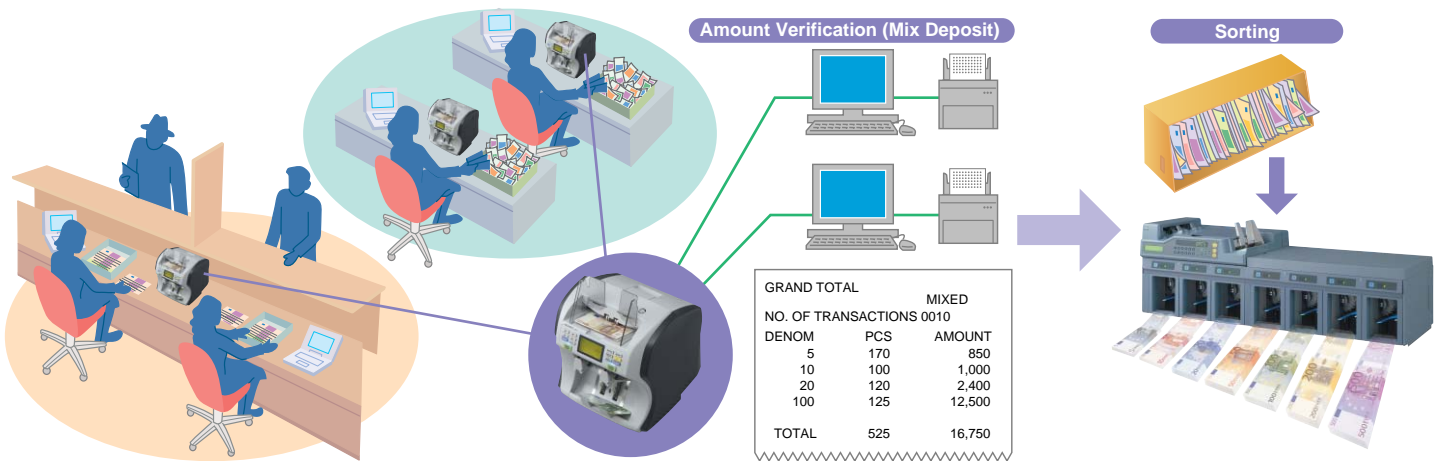 Amount Verification (Mix Deposit)
Sorting
GRAND TOTAL
MIXED
NO. OF TRANSACTIONS 0010
DENOM PCS AMOUNT
5 170 850
10 100 1,000
20 120 2,400
100 125 12,500
TOTAL 525 16,750